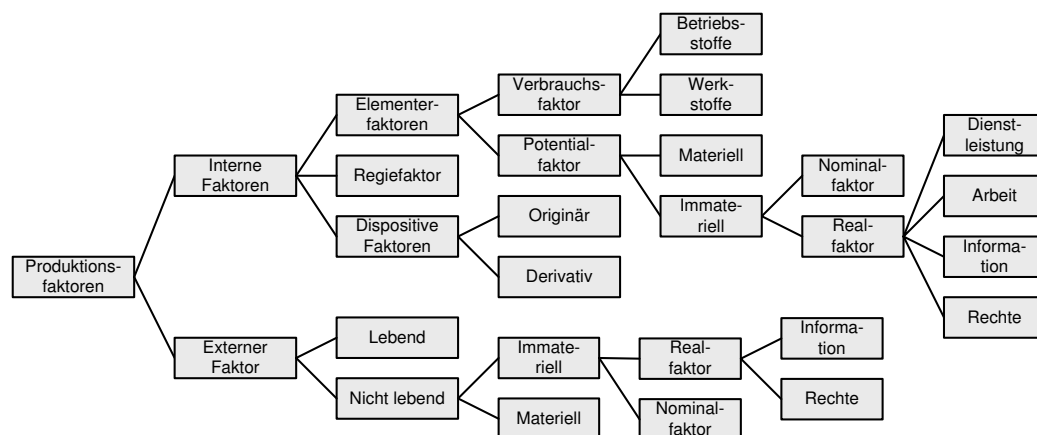 Betriebs-
stoffe
Verbrauchs-
faktor
Werk-
stoffe
Elementer-
faktoren
Dienst-
leistung
Potential-
faktor
Materiell
Interne
Faktoren
Regiefaktor
Nominal-
faktor
Arbeit
Immate-
riell
Dispositive
Faktoren
Originär
Real-
faktor
Informa-
tion
Produktions-
faktoren
Derivativ
Rechte
Externer
Faktor
Lebend
Immate-
riell
Real-
faktor
Informa-
tion
Nicht lebend
Materiell
Nominal-
faktor
Rechte